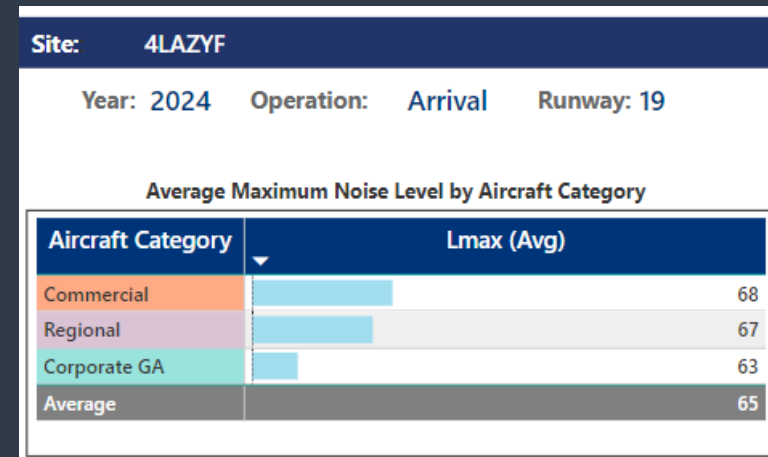 Site: 4LAZYF
Year: 2024 Operation: Arrival Runway: 19
Average Maximum Noise Level by Aircraft Category
Aircraft Category Lmax (Avg)
Commercial 68
Regional 67
Corporate GA 63
Average 65